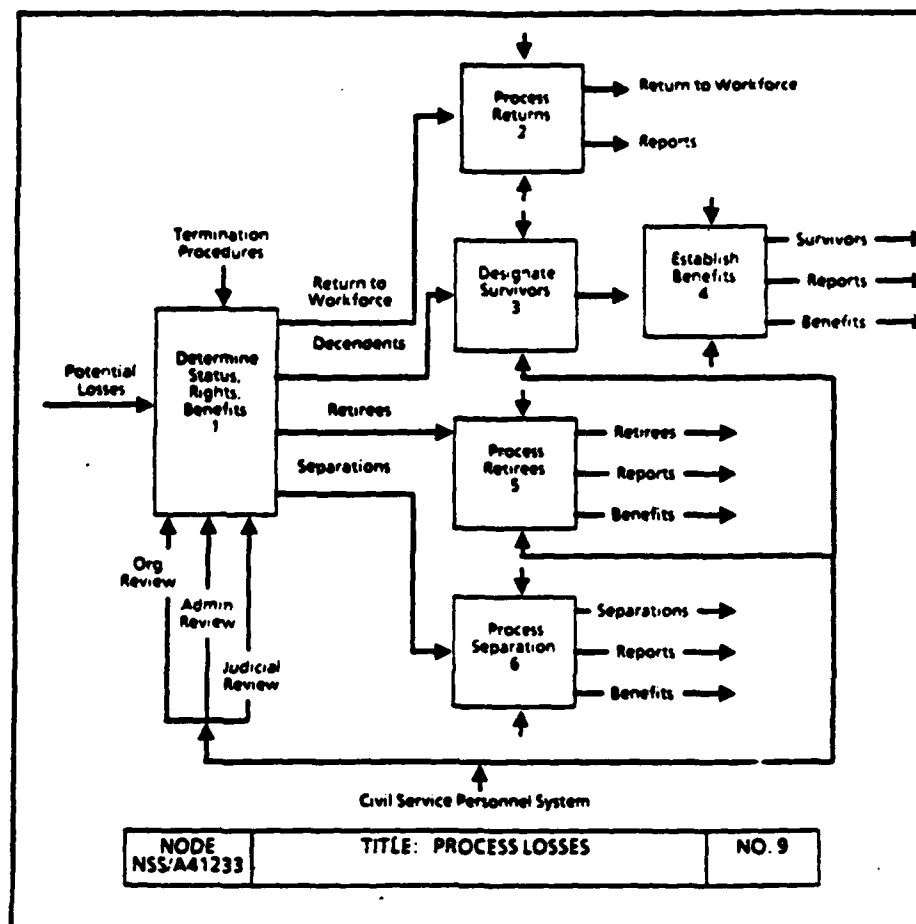 Process
Returns
2
Return to Workforce
Reports
Termination
Procedures
Return to
Workforce
Decendents
Designate
Survivors
3
Establish
Benefits
4
Survivors
Reports
Benefits
Potential
Losses
Determine
Status,
Rights,
Benefits
1
Retirees
Separations
Process
Retirees
5
Retirees
Reports
Benefits
Org
Review
Admin
Review
Judicial
Review
Process
Separation
6
Separations
Reports
Benefits
Civil Service Personnel System
NODE
NSS/A41233
TITLE: PROCESS LOSSES
NO. 9